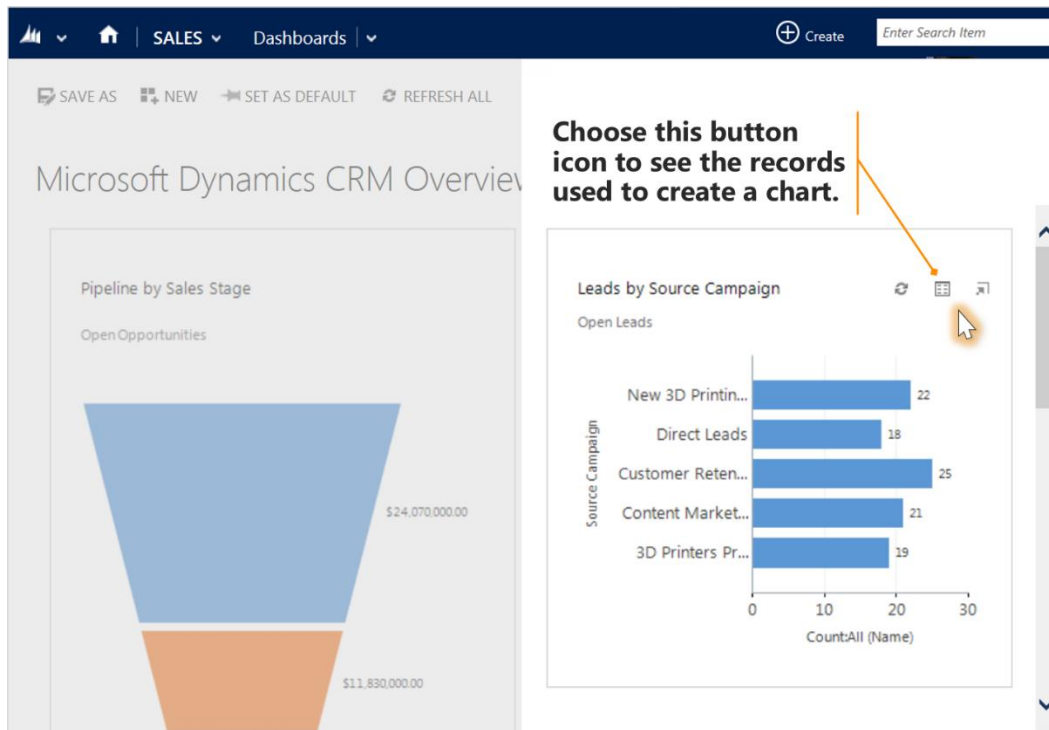 SALES Dashboards Create Enter Search Item
SAVE AS NEW SET AS DEFAULT REFRESH ALL
Choose this button
icon to see the records
used to create a chart.
Microsoft Dynamics CRM Overview
Pipeline by Sales Stage
Open Opportunities
$24,070,000.00
$11,830,000.00
Leads by Source Campaign
Open Leads
Source Campaign
New 3D Printin... 22
Direct Leads 18
Customer Reten... 25
Content Market... 21
3D Printers Pr... 19
0 10 20 30
Count:All (Name)